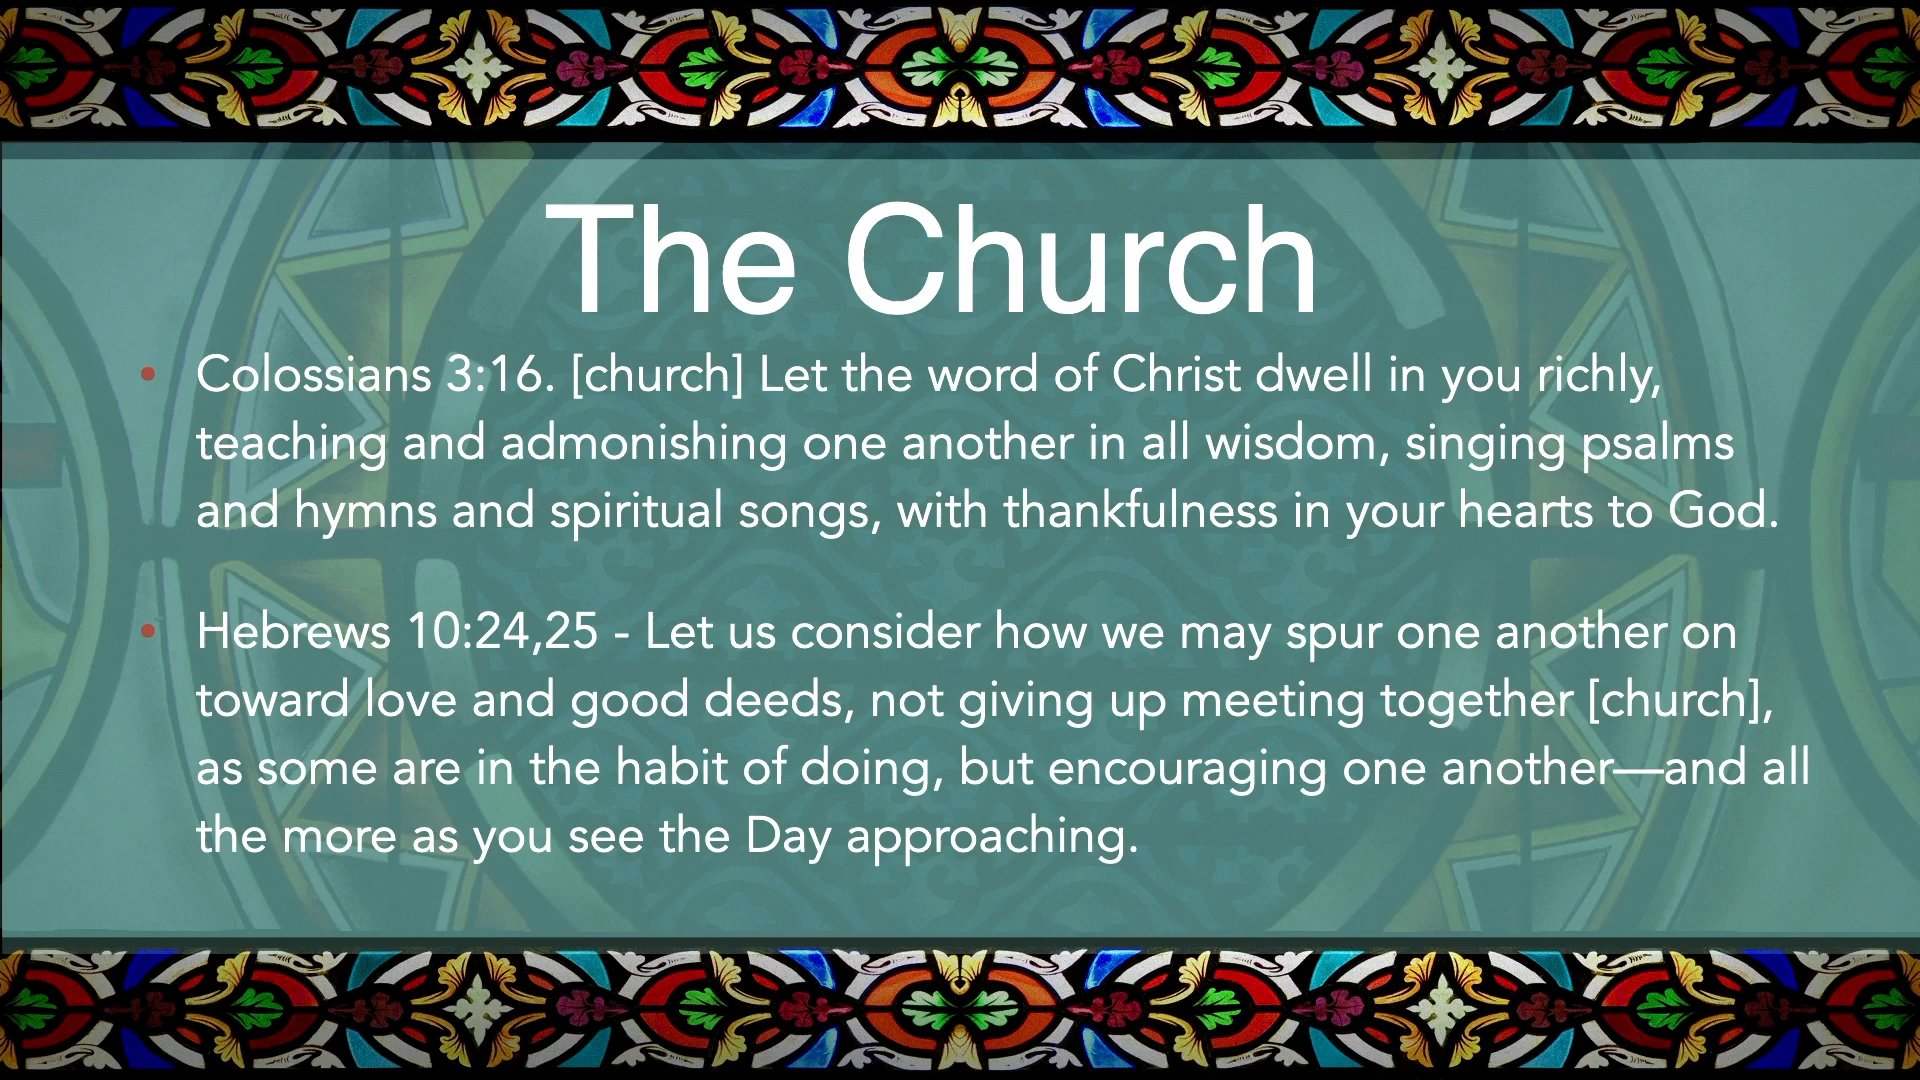 The Church
• Colossians 3:16. [church] Let the word of Christ dwell in you richly,
teaching and admonishing one another in all wisdom, singing psalms
and hymns and spiritual songs, with thankfulness in your hearts to God.
• Hebrews 10:24,25 - Let us consider how we may spur one another on
toward love and good deeds, not giving up meeting together [church],
as some are in the habit of doing, but encouraging one another—and all
the more as you see the Day approaching.